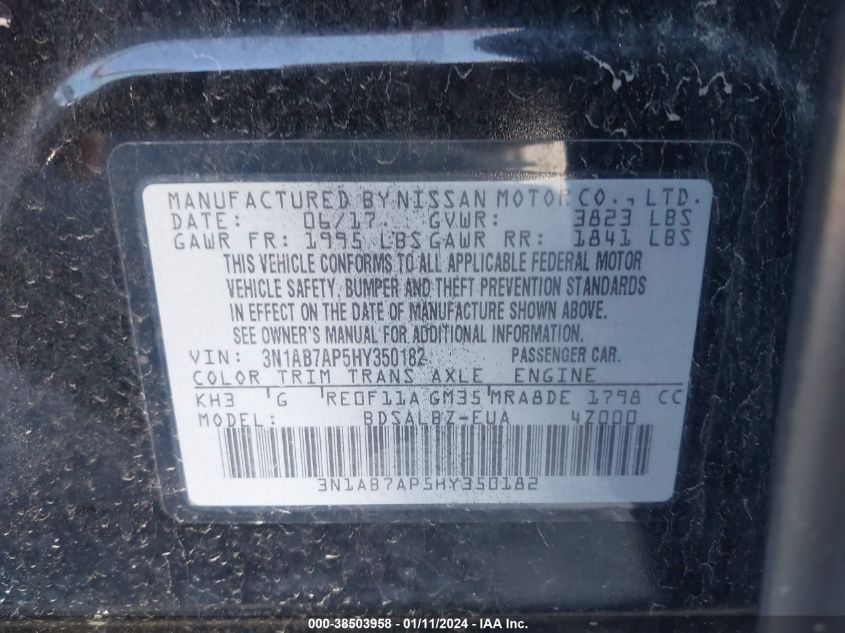 MANUFACTURED BY NISSAN MOTOR CO., LTD.
DATE: 06/17 GVWR: 3823 LBS
GAWR FR: 1995 LBS GAWR RR: 1841 LBS
THIS VEHICLE CONFORMS TO ALL APPLICABLE FEDERAL MOTOR
VEHICLE SAFETY, BUMPER AND THEFT PREVENTION STANDARDS
IN EFFECT ON THE DATE OF MANUFACTURE SHOWN ABOVE.
SEE OWNER'S MANUAL FOR ADDITIONAL INFORMATION.
VIN: 3N1AB7AP5HY350182 PASSENGER CAR.
COLOR TRIM TRANS AXLE ENGINE
KH3 G RE0F11A GM35 MRA8DE 1798 CC
MODEL: BDSALBZ-EUA 4Z000
3N1AB7AP5HY350182
000-38503958 - 01/11/2024 - IAA Inc.